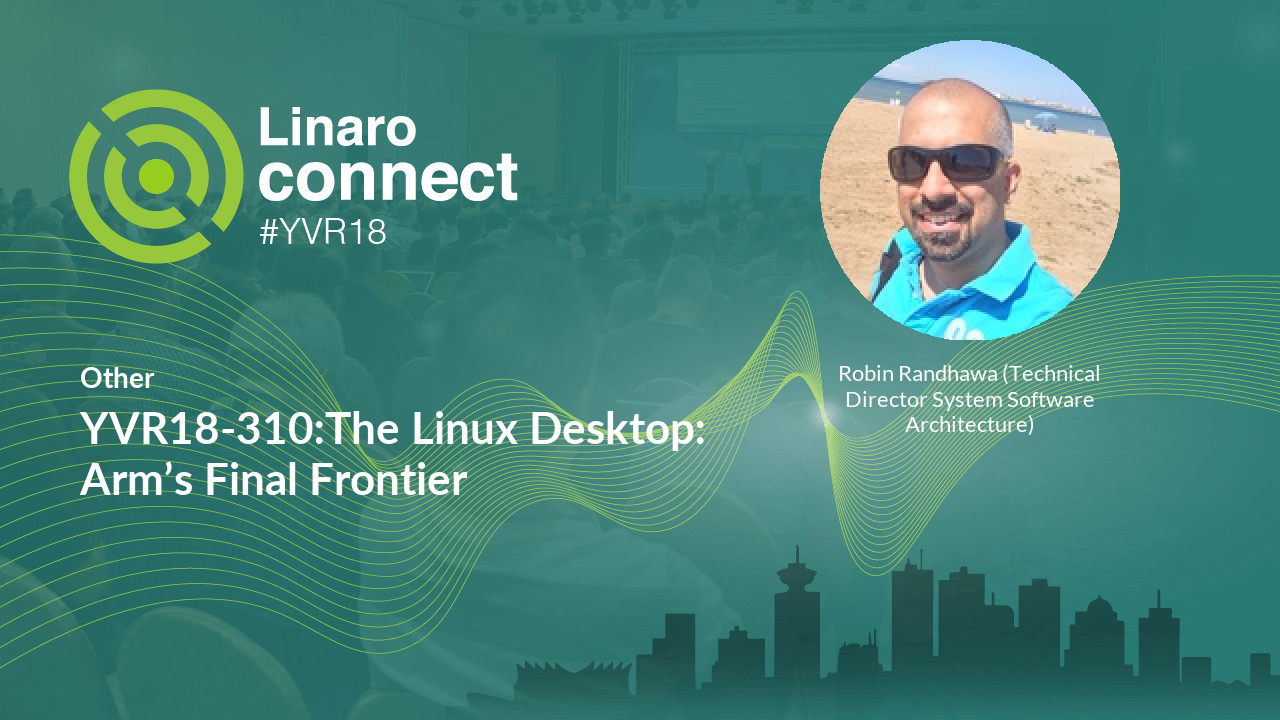 Linaro
connect
#YVR18
Other
YVR18-310:The Linux Desktop:
Arm’s Final Frontier
Robin Randhawa (Technical
Director System Software
Architecture)